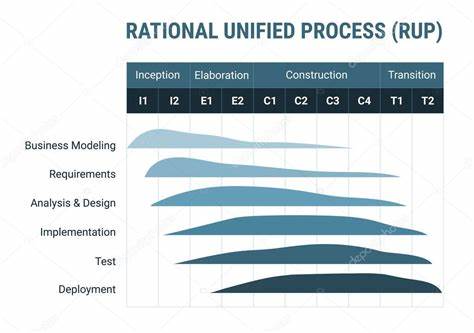 RATIONAL UNIFIED PROCESS (RUP)
Inception Elaboration Construction Transition
I1 I2 E1 E2 C1 C2 C3 C4 T1 T2
Business Modeling
Requirements
Analysis & Design
Implementation
Test
Deployment